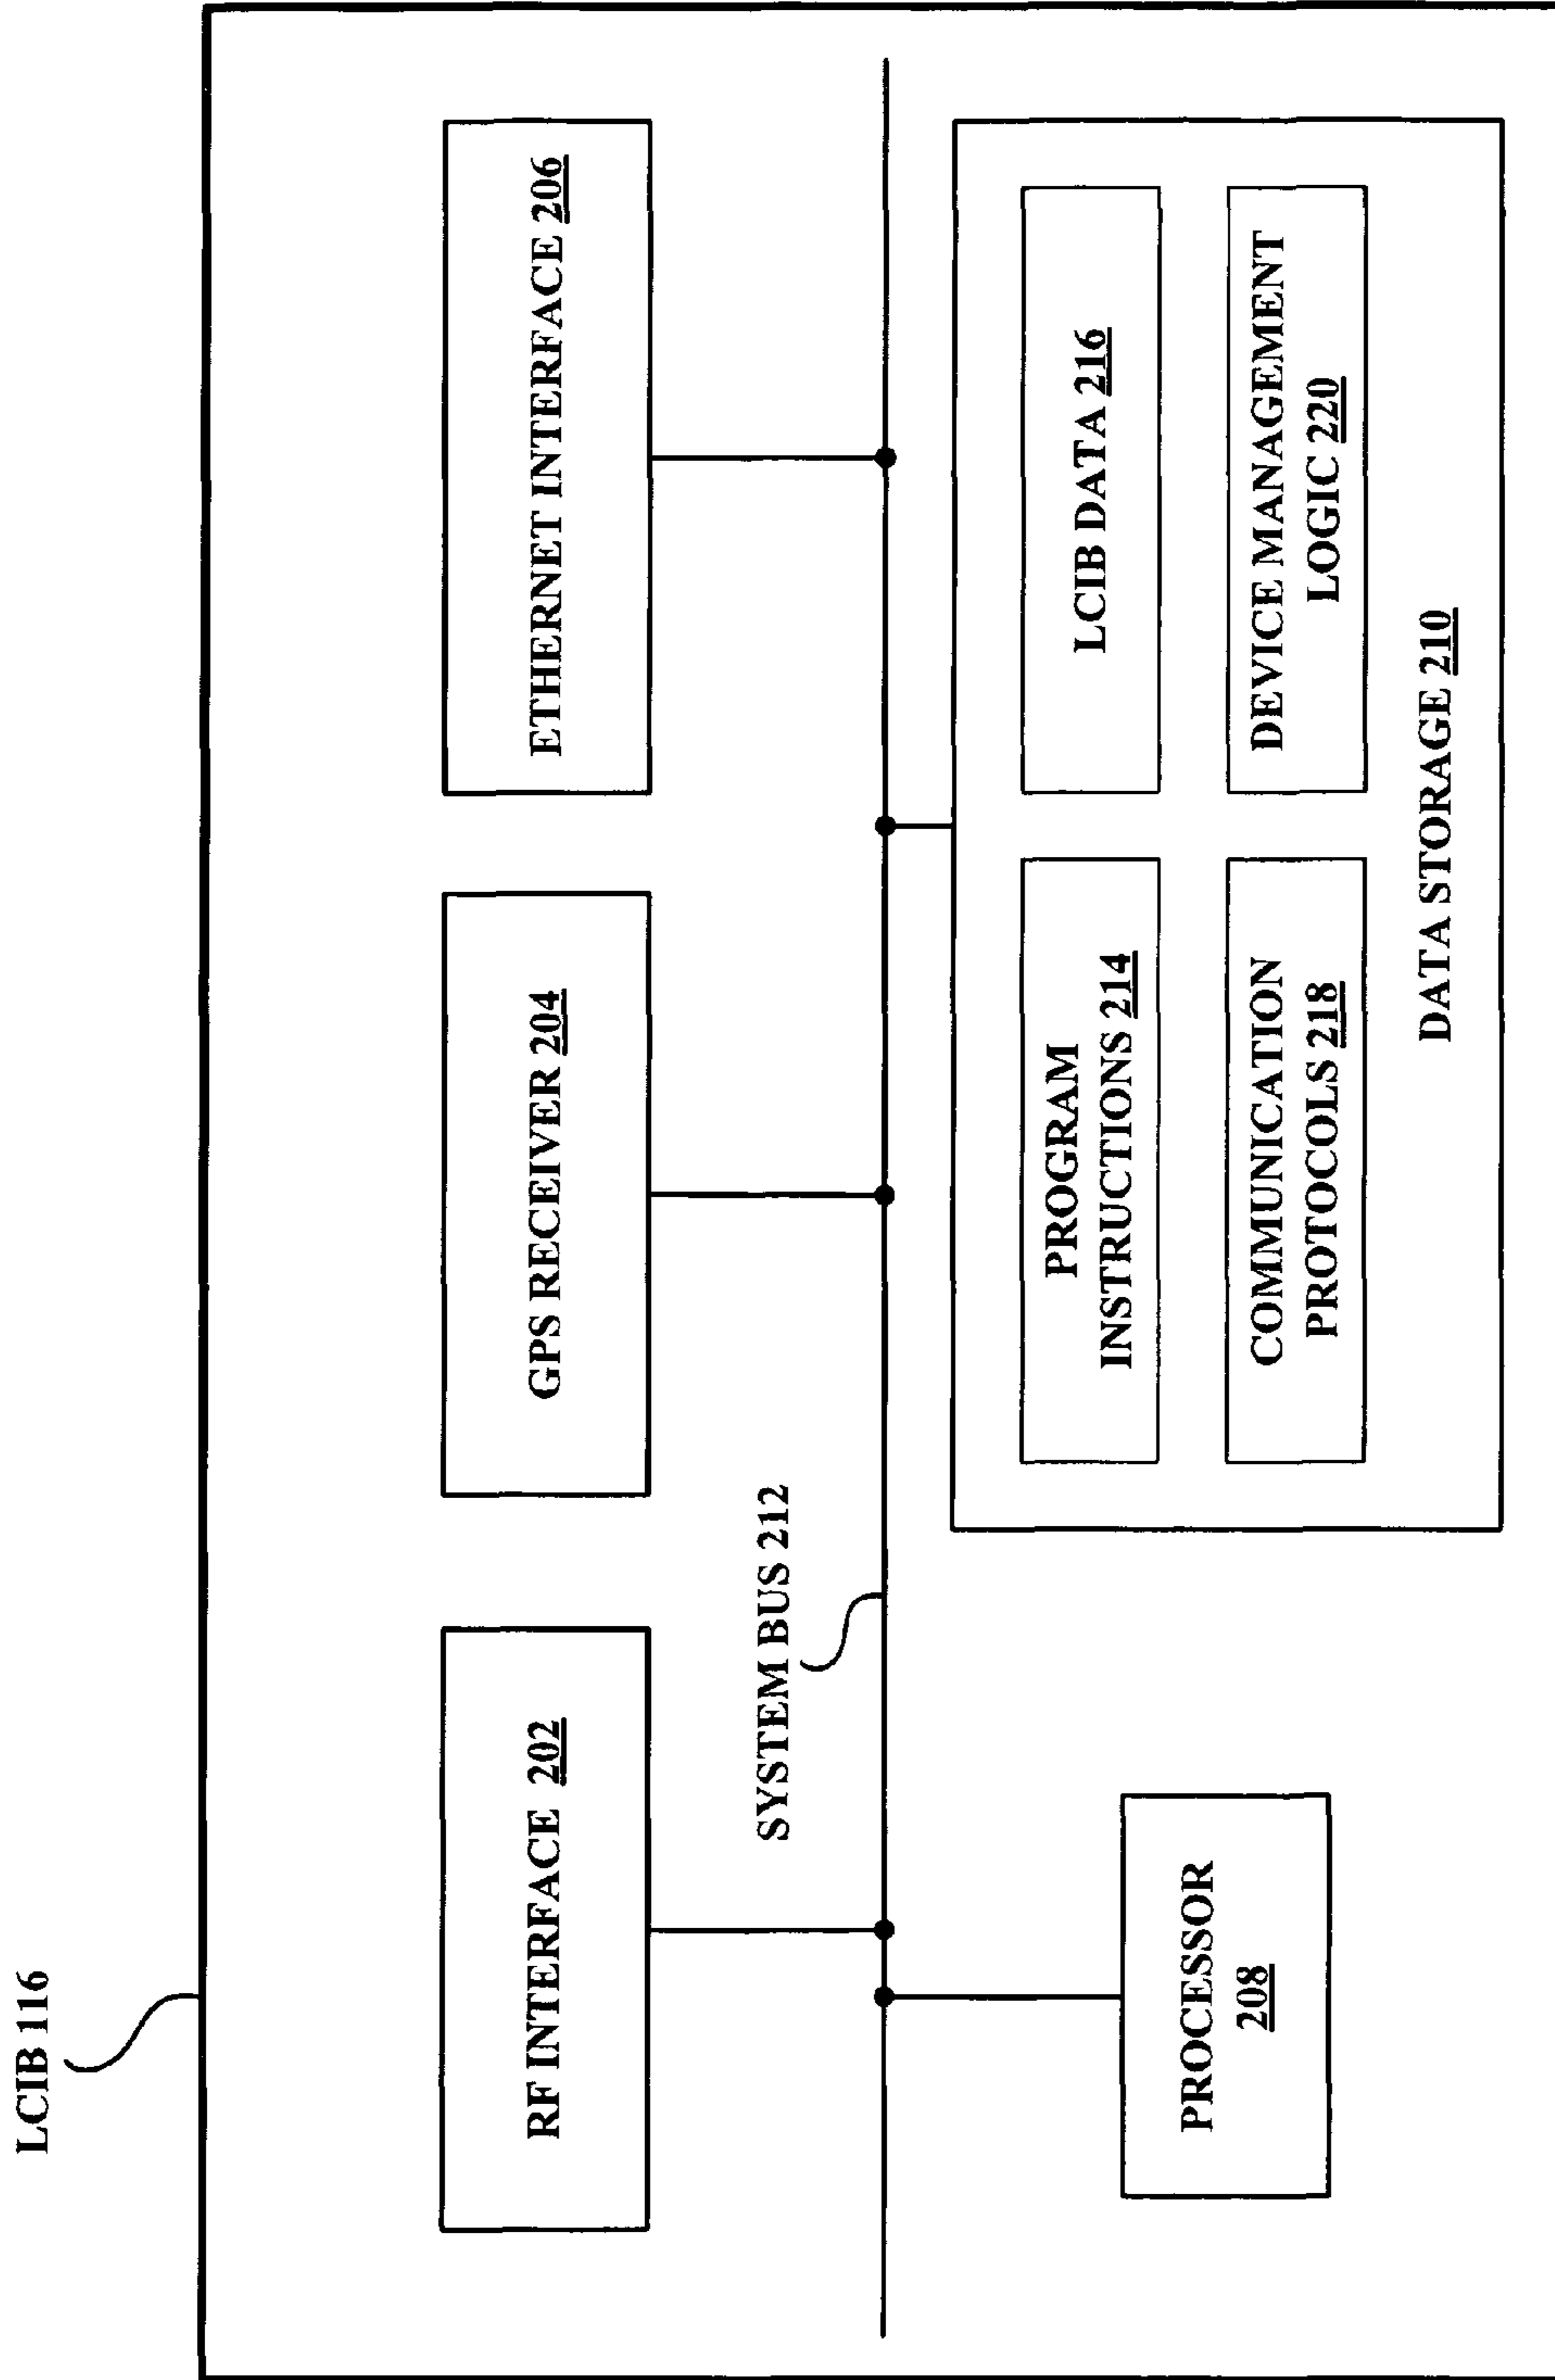 LCIB 116
RF INTERFACE 202
GPS RECEIVER 204
ETHERNET INTERFACE 206
SYSTEM BUS 212
PROCESSOR
208
PROGRAM
INSTRUCTIONS 214
LCIB DATA 216
COMMUNICATION
PROTOCOLS 218
DEVICE MANAGEMENT
LOGIC 220
DATA STORAGE 210